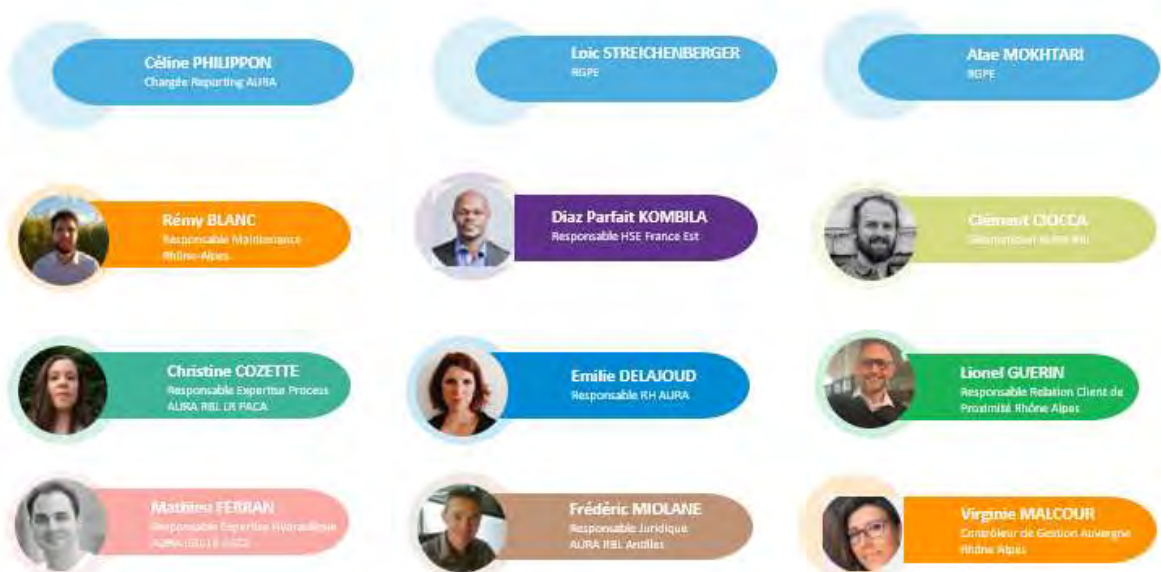 Céline PHILIPPON
Chargée Reporting AURA
Loic STREICHENBERGER
RGPE
Alae MOKHTARI
RGPE
Rémy BLANC
Responsable Maintenance
Rhône-Alpes
Diaz Parfait KOMBILA
Responsable HSE France Est
Clément CIOCCA
Christine COZETTE
Responsable Expertise Process
AURA RBL LR PACA
Emilie DELAJOUD
Responsable RH AURA
Lionel GUERIN
Responsable Relation Client de
Proximité Rhône Alpes
Mathieu FERRAN
Responsable Expertise Hydraulique
Frédéric MIOLANE
Responsable Juridique
AURA RBL Antilles
Virginie MALCOUR
Contrôleur de Gestion Auvergne
Rhône Alpes